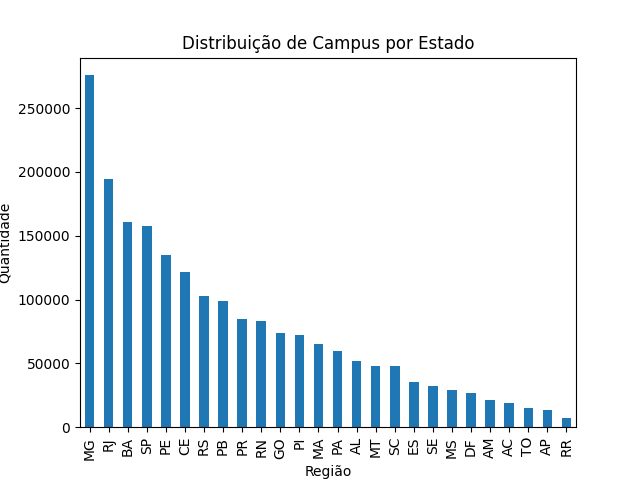 Distribuição de Campus por Estado
250000
200000
150000
100000
50000
0
Quantidade
MG RJ BA SP PE CE RS PB PR RN GO PI MA PA AL MT SC ES SE MS DF AM AC TO AP RR
Região